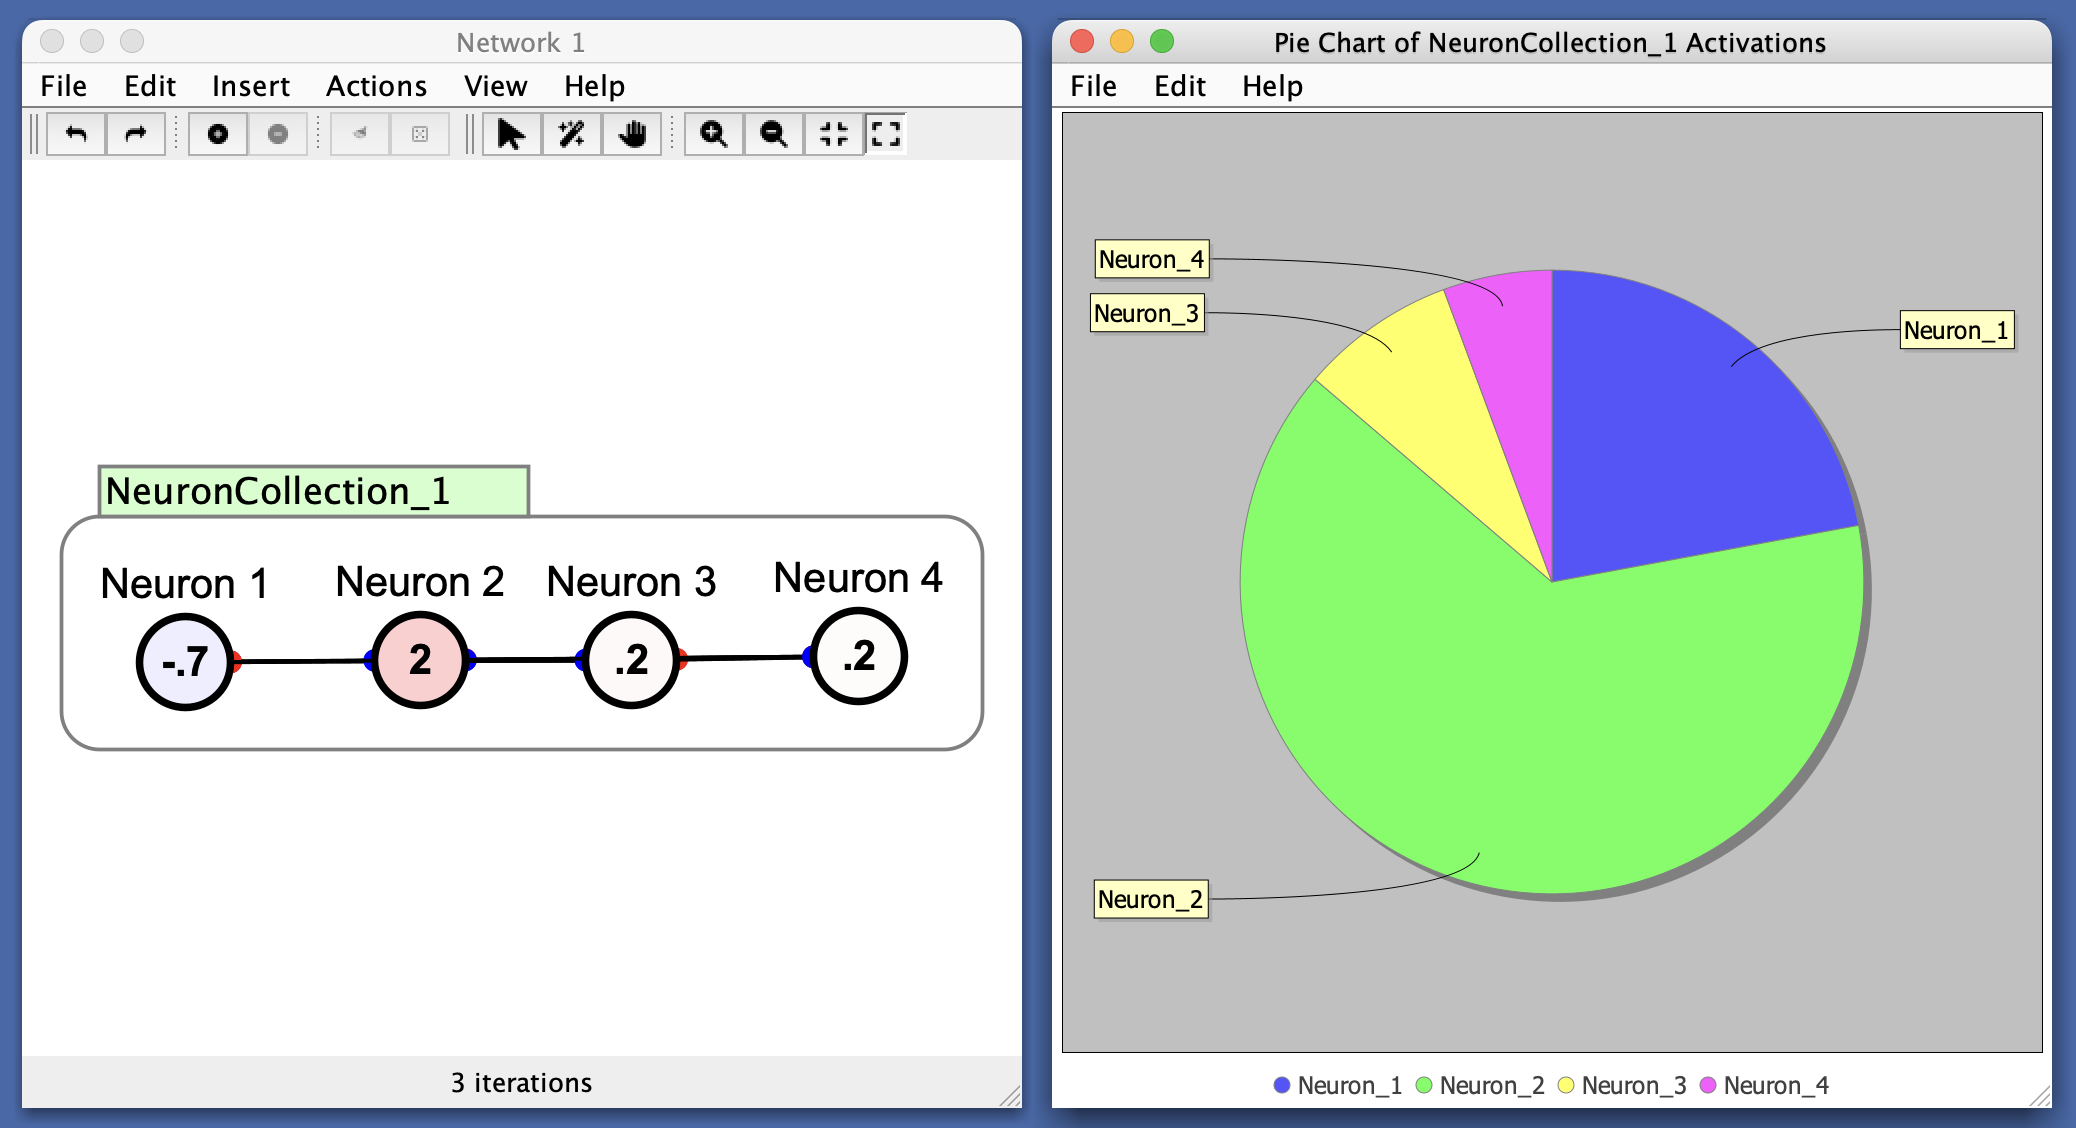 Network 1
File Edit Insert Actions View Help
NeuronCollection_1
Neuron 1 Neuron 2 Neuron 3 Neuron 4
-.7 2 .2 .2
3 iterations
Pie Chart of NeuronCollection_1 Activations
File Edit Help
Neuron_4
Neuron_3
Neuron_1
Neuron_2
Neuron_1 Neuron_2 Neuron_3 Neuron_4